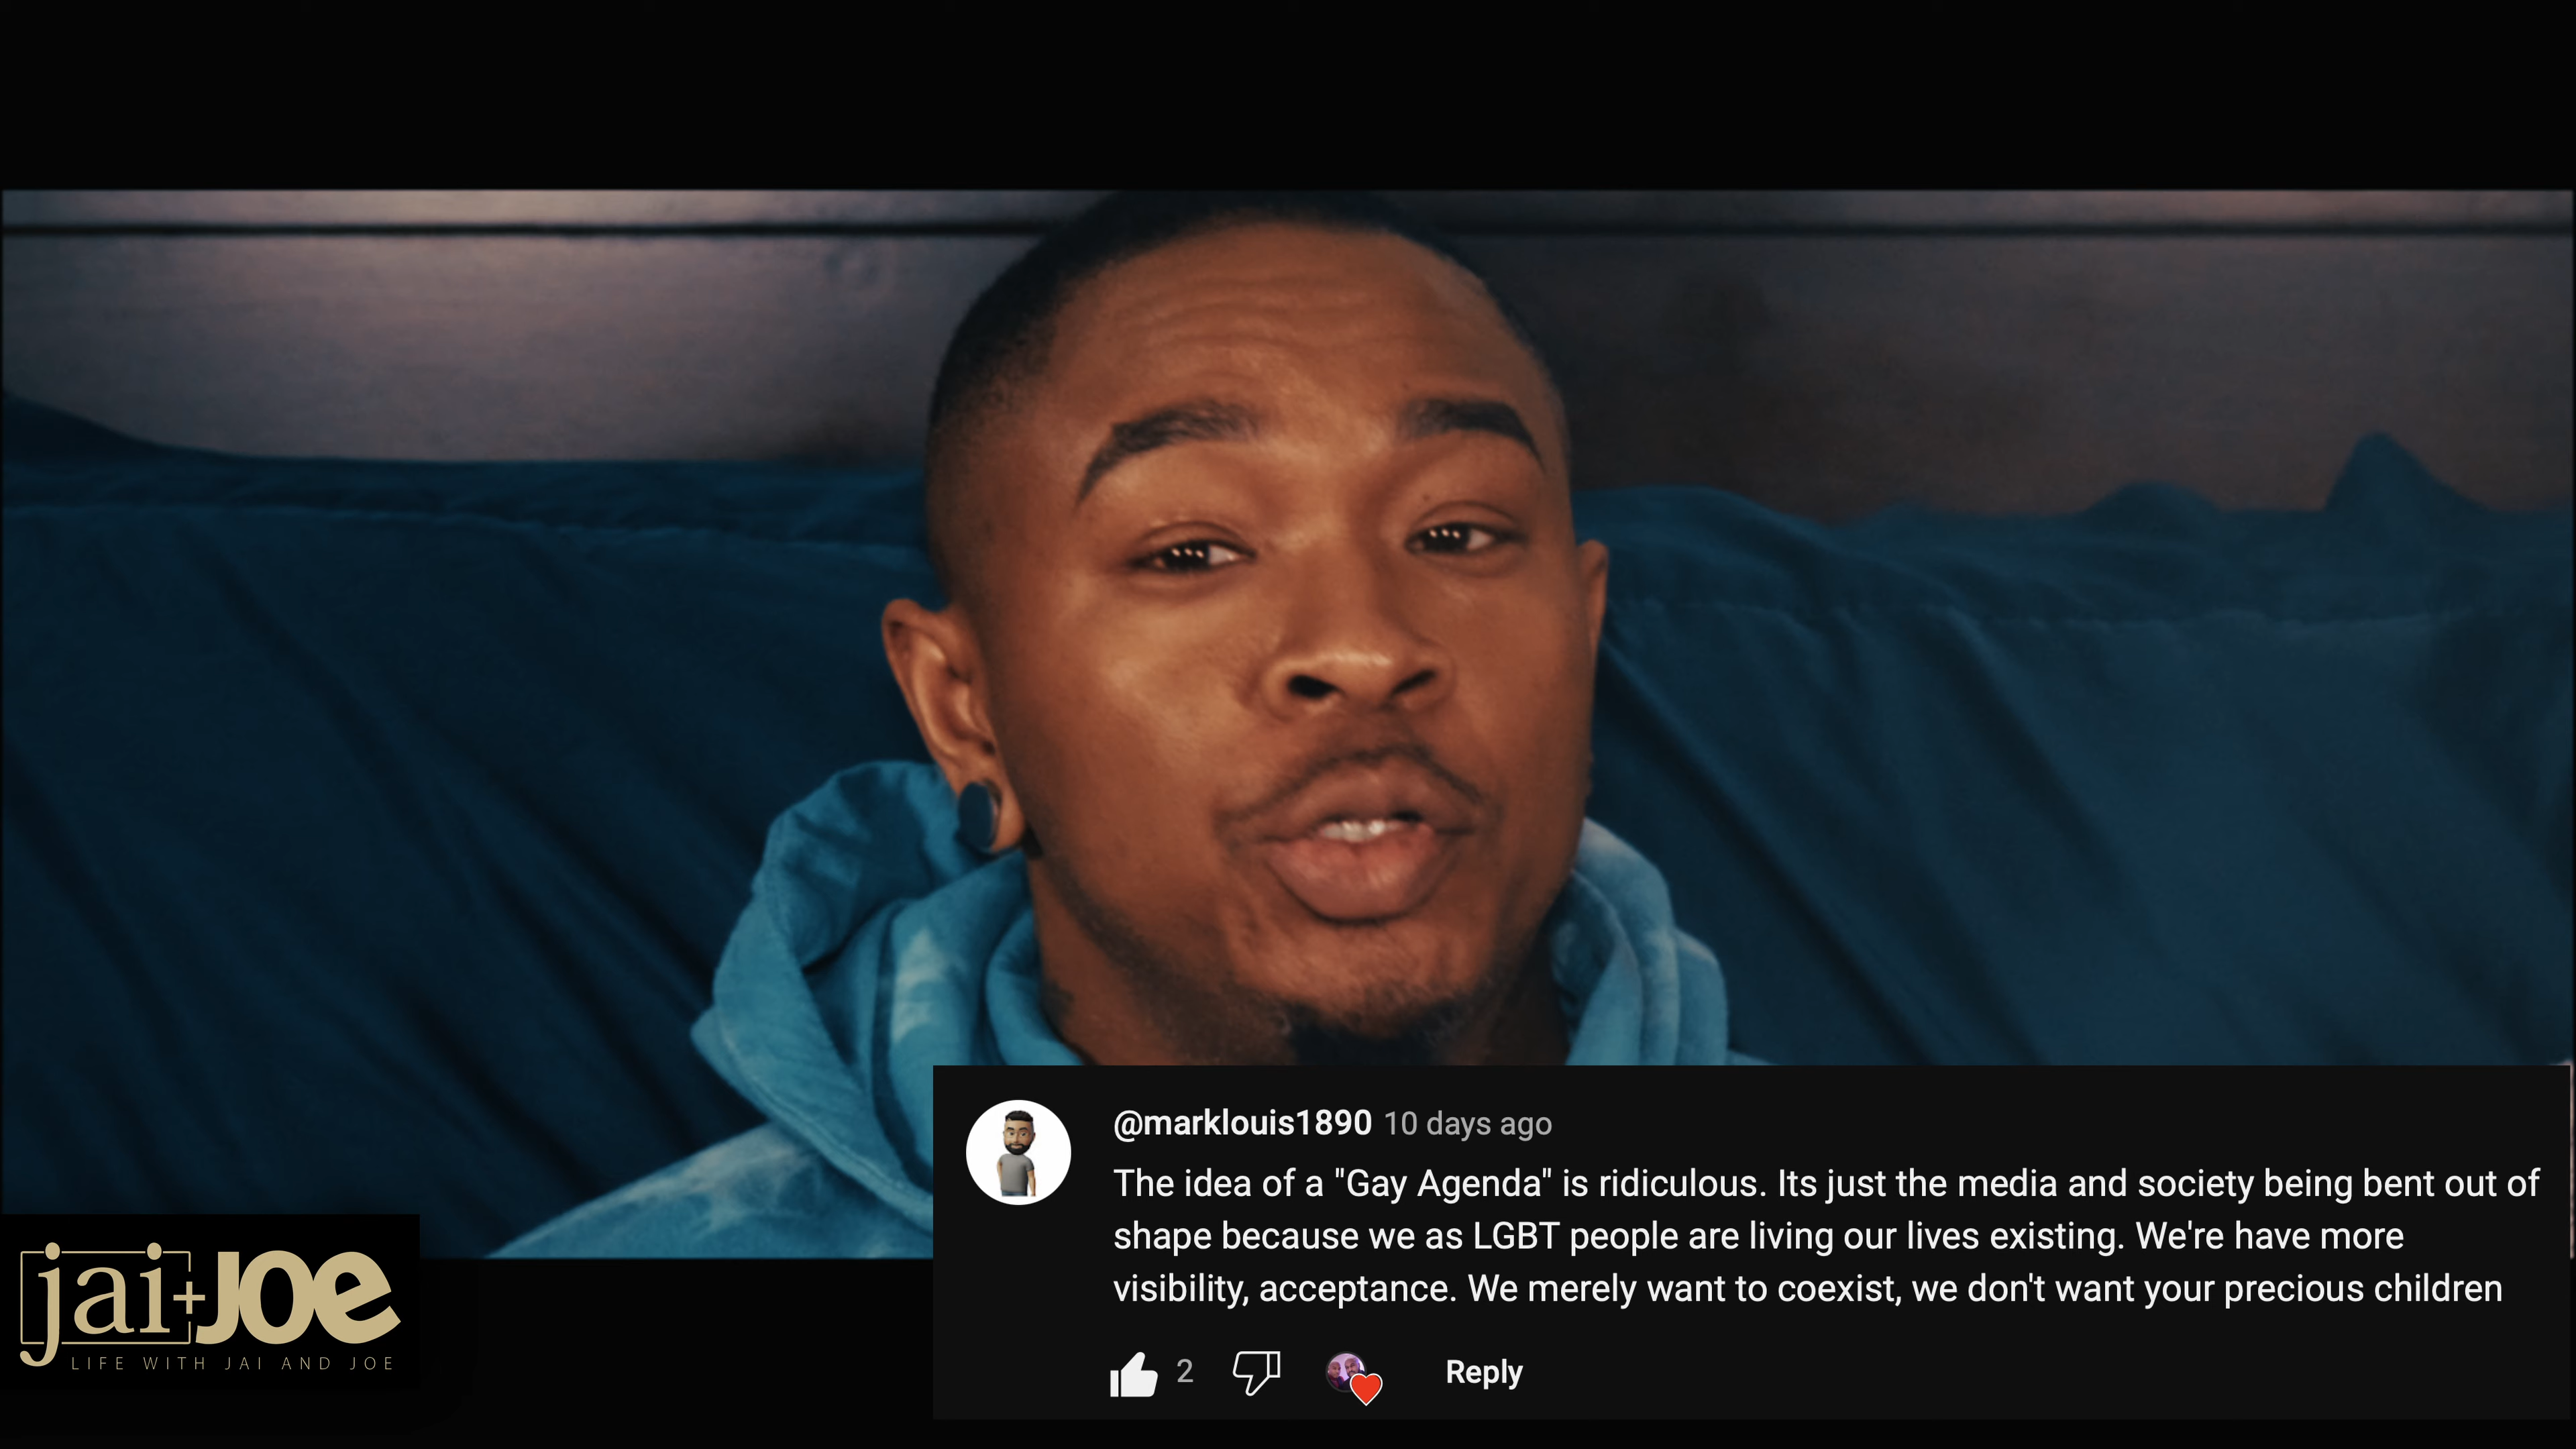 @marklouis1890 10 days ago
The idea of a "Gay Agenda" is ridiculous. Its just the media and society being bent out of
shape because we as LGBT people are living our lives existing. We're have more
visibility, acceptance. We merely want to coexist, we don't want your precious children
2
Reply
jai+JOe
LIFE WITH JAI AND JOE